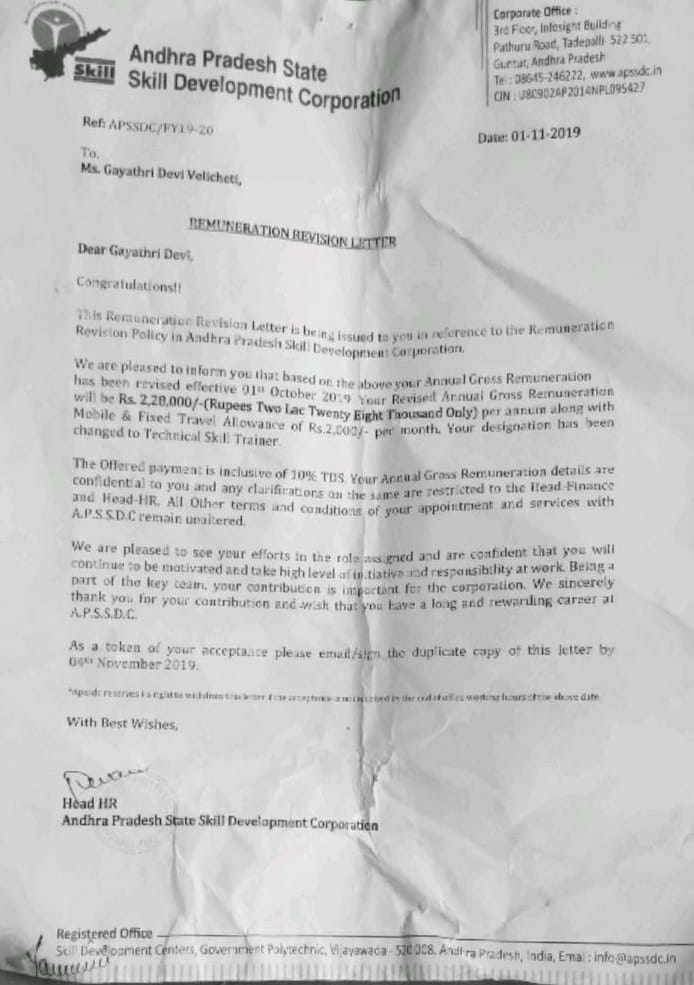 Skill
Andhra Pradesh State
Skill Development Corporation
Corporate Office :
3rd Floor, Infosight Building
Pathuru Road, Tadepalli 522 501,
Guntur, Andhra Pradesh
Tel : 08645-246222, www.apssdc.in
CIN : U80902AP2014NPL095427
Ref: APSSDC/FY19-20
Date: 01-11-2019
To,
Ms. Gayathri Devi Velicheti,
REMUNERATION REVISION LETTER
Dear Gayathri Devi,
Congratulations!!
This Remuneration Revision Letter is being issued to you in reference to the Remuneration
Revision Policy in Andhra Pradesh Skill Development Corporation.
We are pleased to inform you that based on the above your Annual Gross Remuneration
has been revised effective 01st October 2019 Your Revised Annual Gross Remuneration
will be Rs. 2,28,000/-(Rupees Two Lac Twenty Eight Thousand Only) per annum along with
Mobile & Fixed Travel Allowance of Rs.2,000/- per month. Your designation has been
changed to Technical Skill Trainer.
The Offered payment is inclusive of 10% TDS. Your Annual Gross Remuneration details are
confidential to you and any clarifications on the same are restricted to the Head-Finance
and Head-HR. All Other terms and conditions of your appointment and services with
A.P.S.S.D.C remain unaltered.
We are pleased to see your efforts in the role assigned and are confident that you will
continue to be motivated and take high level of initiative and responsibility at work. Being a
part of the key team, your contribution is important for the corporation. We sincerely
thank you for your contribution and wish that you have a long and rewarding career at
A.P.S.S.D.C.
As a token of your acceptance please email/sign the duplicate copy of this letter by
04th November 2019.
*Apssdc reserves a right to withdraw this letter if the acceptance is not received by the end of office working hours of the above date.
With Best Wishes,
Head HR
Andhra Pradesh State Skill Development Corporation
Registered Office
Skill Development Centers, Government Polytechnic, Vijayawada - 520 008. Andhra Pradesh, India, Email : info@apssdc.in